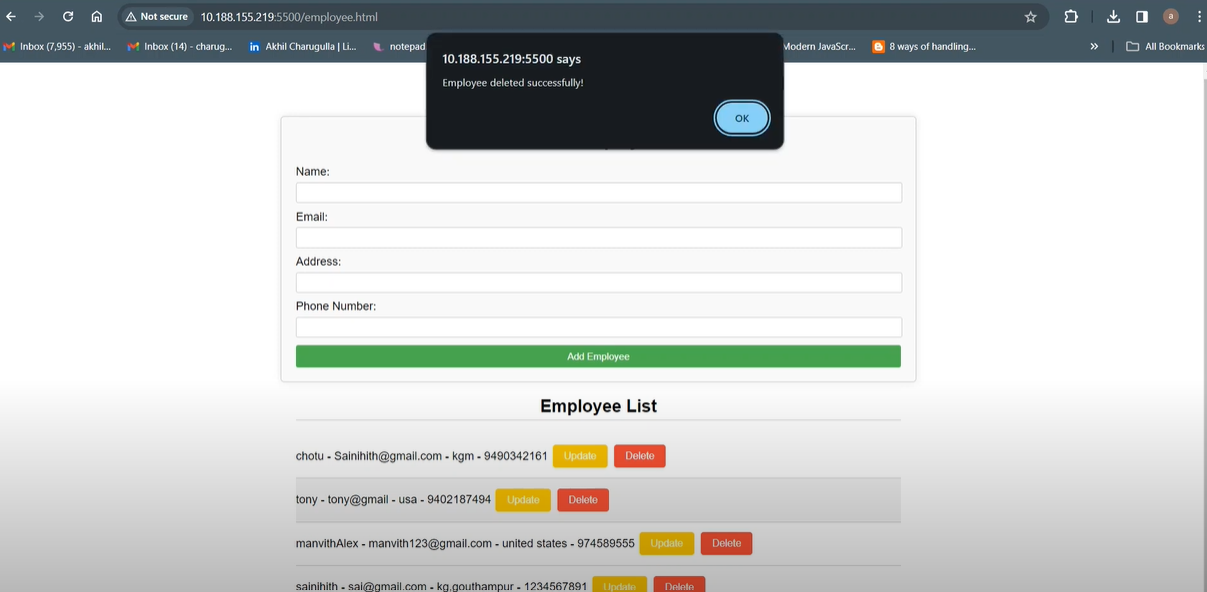 Not secure 10.188.155.219:5500/employee.html a
Inbox (7,955) - akhil... Inbox (14) - charug... in Akhil Charugulla | Li... notepad Modern JavaScr... 8 ways of handling... » All Bookmarks
10.188.155.219:5500 says
Employee deleted successfully!
OK
Name:
Email:
Address:
Phone Number:
Add Employee
Employee List
chotu - Sainihith@gmail.com - kgm - 9490342161 Update Delete
tony - tony@gmail - usa - 9402187494 Update Delete
manvithAlex - manvith123@gmail.com - united states - 974589555 Update Delete
sainihith - sai@gmail.com - kg,gouthampur - 1234567891 Update Delete